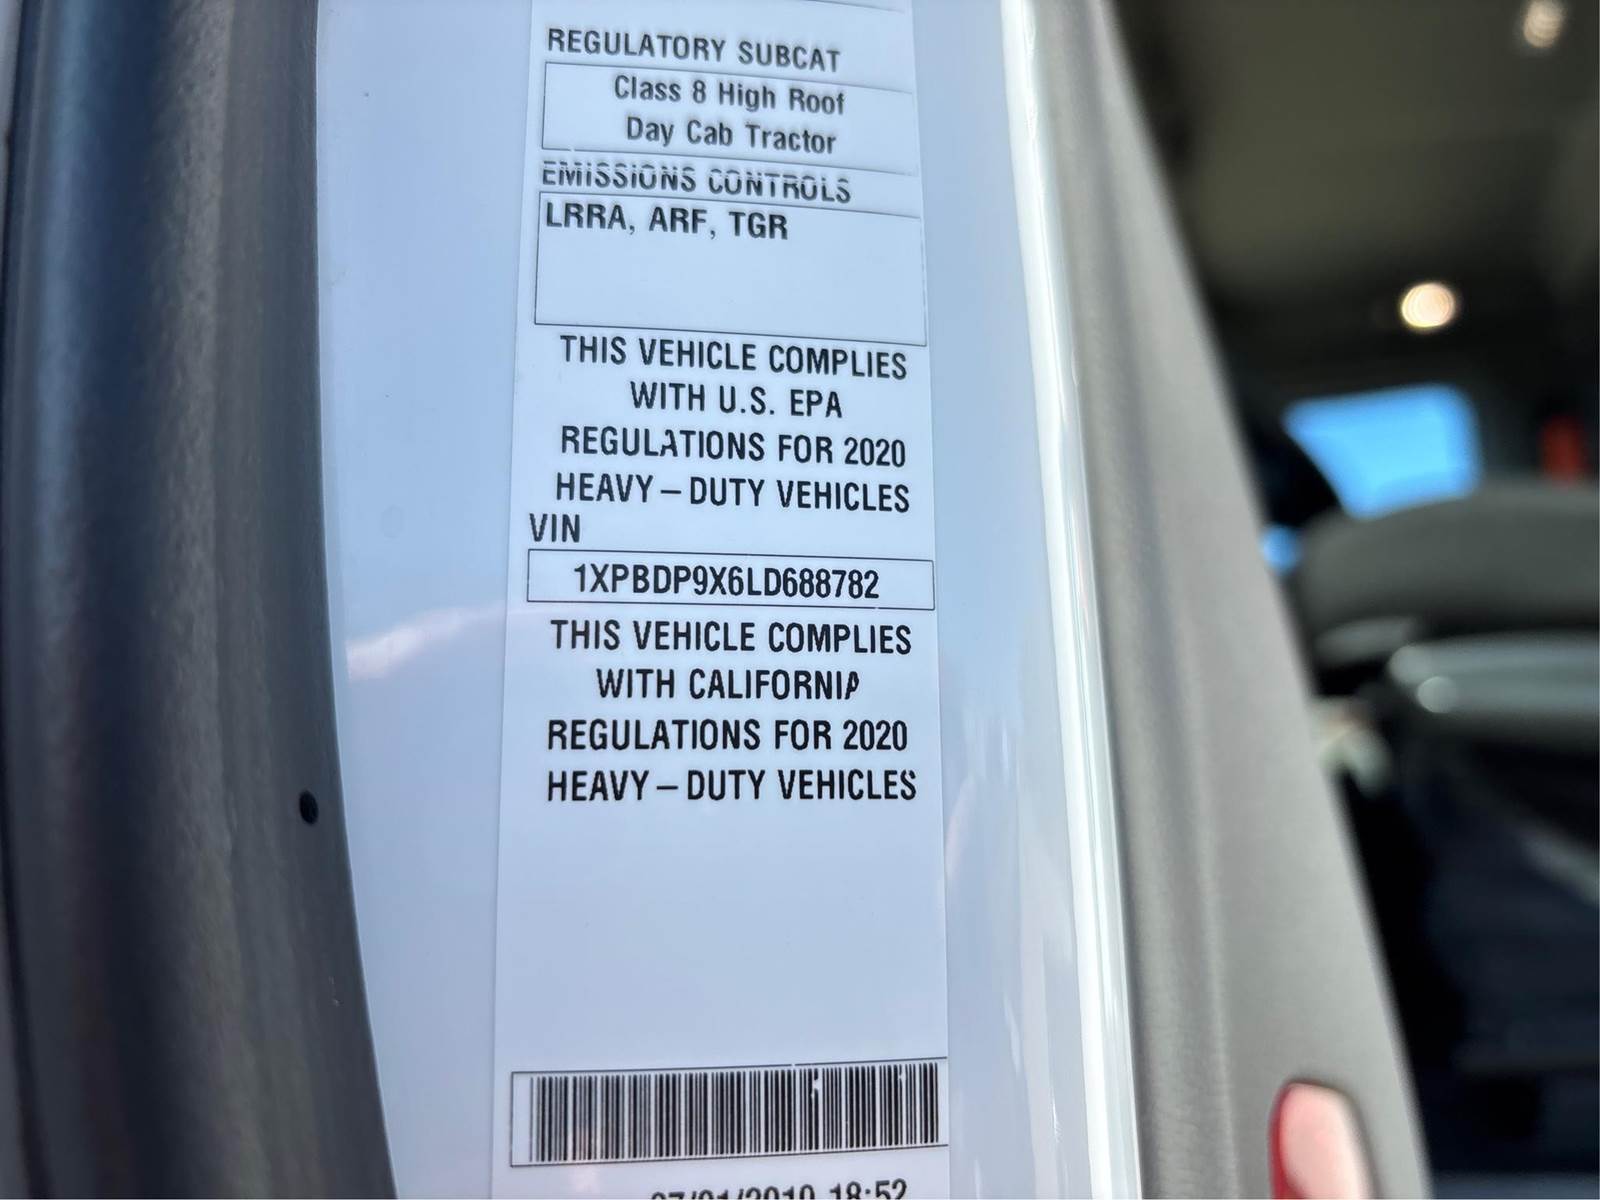 REGULATORY SUBCAT
Class 8 High Roof
Day Cab Tractor
EMISSIONS CONTROLS
LRRA, ARF, TGR
THIS VEHICLE COMPLIES
WITH U.S. EPA
REGULATIONS FOR 2020
HEAVY – DUTY VEHICLES
VIN
1XPBDP9X6LD688782
THIS VEHICLE COMPLIES
WITH CALIFORNIA
REGULATIONS FOR 2020
HEAVY – DUTY VEHICLES
18:52